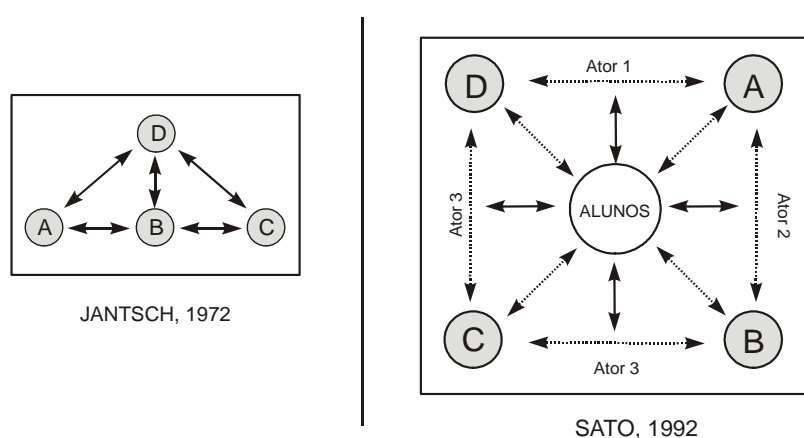 D
A
B
C
JANTSCH, 1972
D
Ator 1
A
Ator 3
ALUNOS
Ator 2
C
Ator 3
B
SATO, 1992